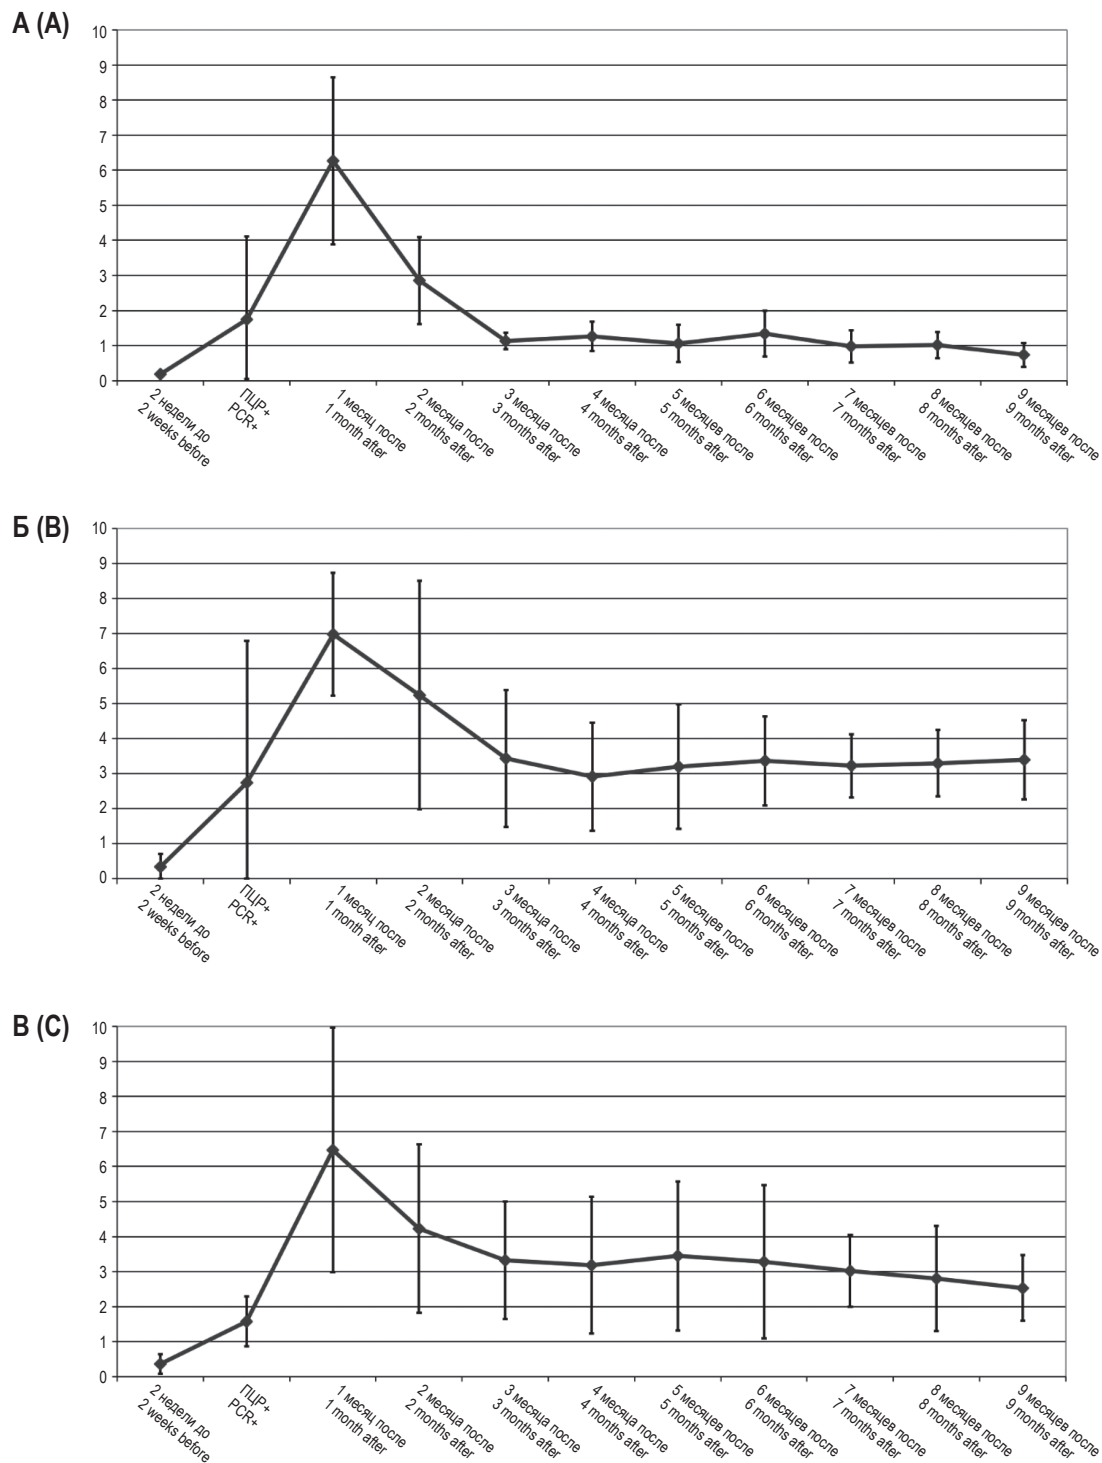 А (A)
10
9
8
7
6
5
4
3
2
1
0
2 недели до
2 weeks before
ПЦР+
PCR+
1 месяц после
1 month after
2 месяца после
2 months after
3 месяца после
3 months after
4 месяца после
4 months after
5 месяцев после
5 months after
6 месяцев после
6 months after
7 месяцев после
7 months after
8 месяцев после
8 months after
9 месяцев после
9 months after
Б (B)
10
9
8
7
6
5
4
3
2
1
0
2 недели до
2 weeks before
ПЦР+
PCR+
1 месяц после
1 month after
2 месяца после
2 months after
3 месяца после
3 months after
4 месяца после
4 months after
5 месяцев после
5 months after
6 месяцев после
6 months after
7 месяцев после
7 months after
8 месяцев после
8 months after
9 месяцев после
9 months after
В (C)
10
9
8
7
6
5
4
3
2
1
0
2 недели до
2 weeks before
ПЦР+
PCR+
1 месяц после
1 month after
2 месяца после
2 months after
3 месяца после
3 months after
4 месяца после
4 months after
5 месяцев после
5 months after
6 месяцев после
6 months after
7 месяцев после
7 months after
8 месяцев после
8 months after
9 месяцев после
9 months after